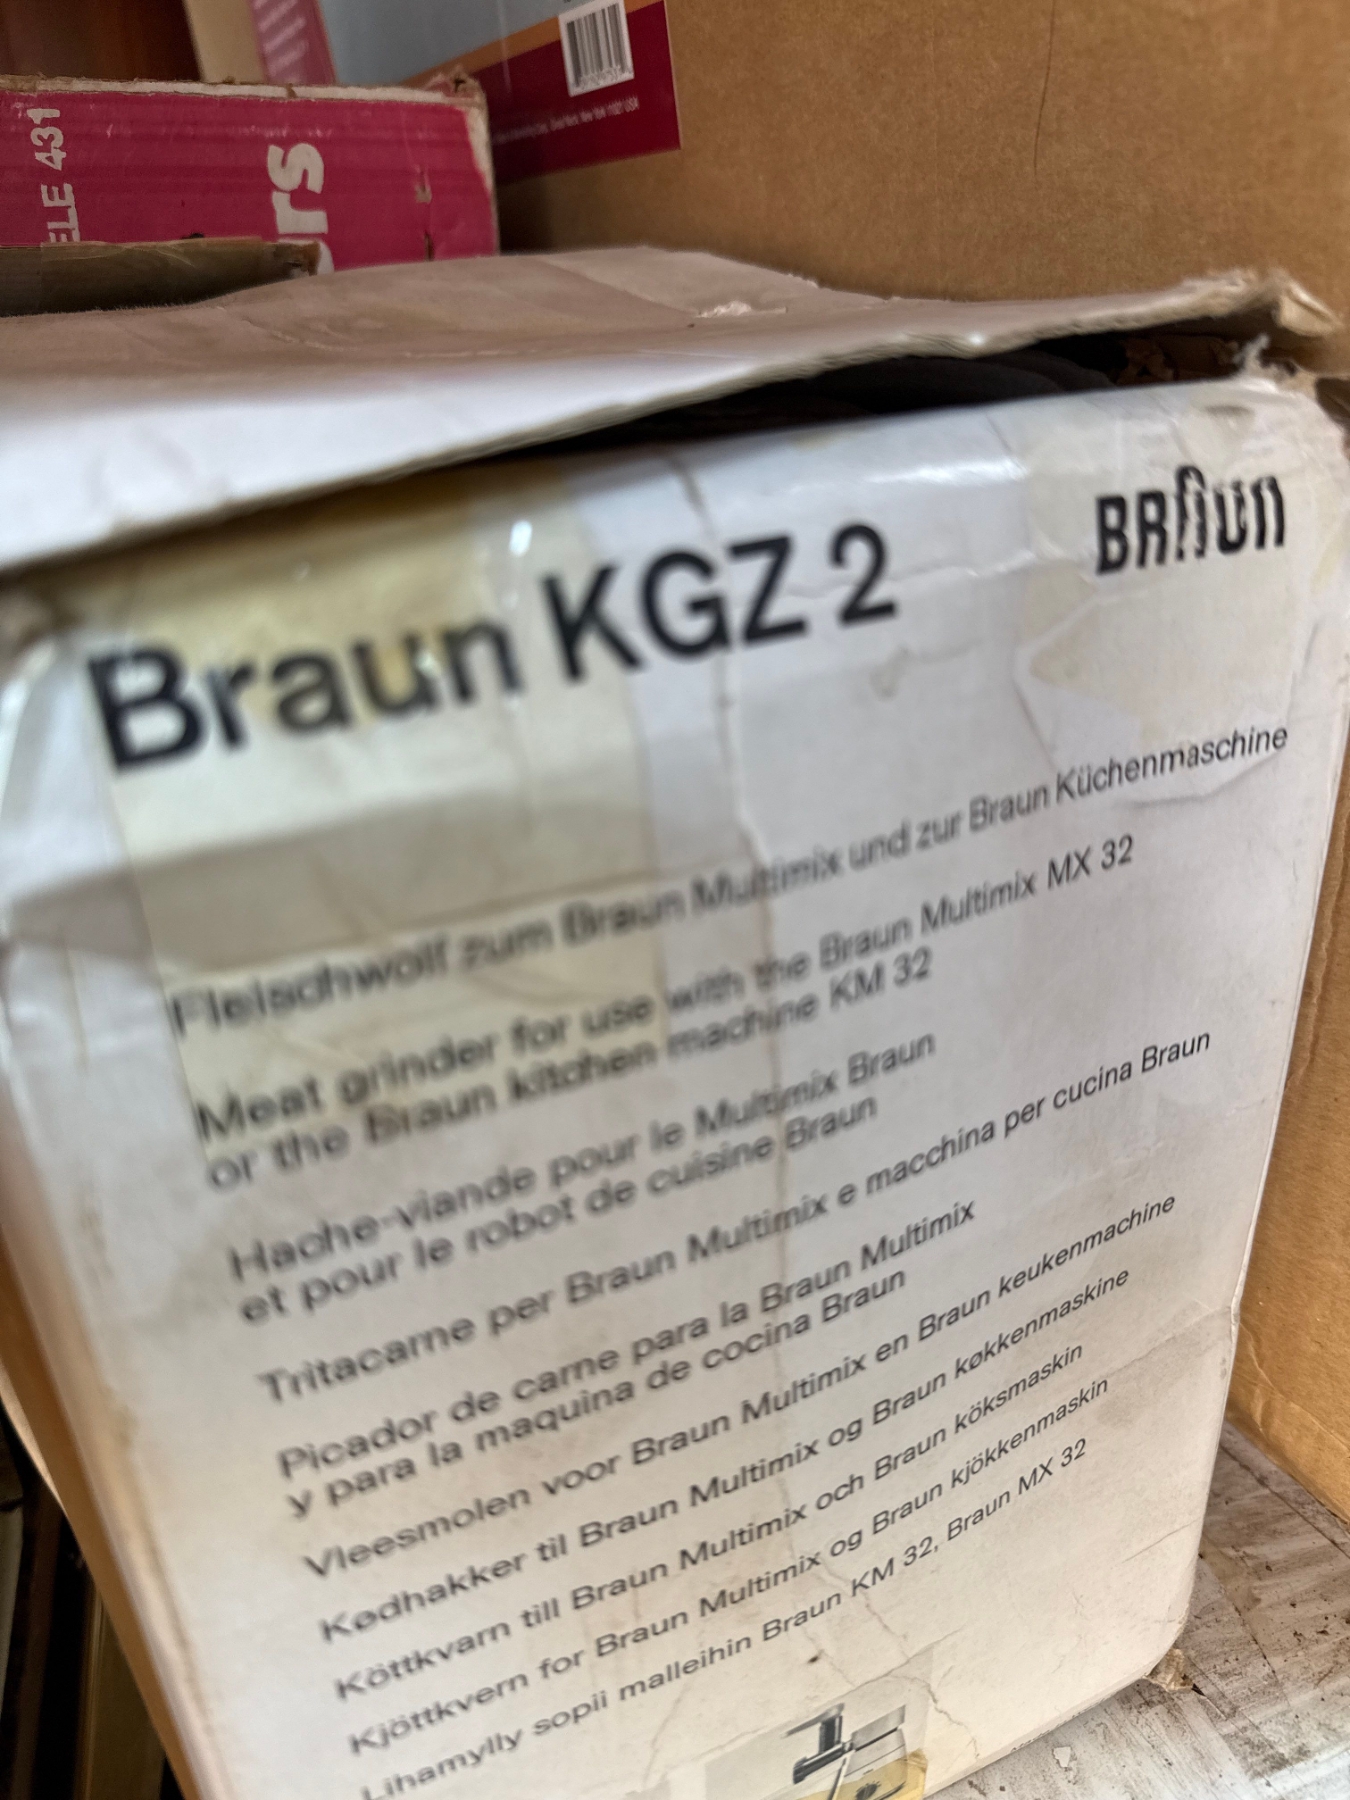 ELE 431
rs
Braun KGZ 2
BRAUN
Fleischwolf zum Braun Multimix und zur Braun Küchenmaschine
Meat grinder for use with the Braun Multimix MX 32
or the Braun kitchen machine KM 32
Hache-viande pour le Multimix Braun
et pour le robot de cuisine Braun
Tritacarne per Braun Multimix e macchina per cucina Braun
Picador de carne para la Braun Multimix
y para la maquina de cocina Braun
Vleesmolen voor Braun Multimix en Braun keukenmachine
Kødhakker til Braun Multimix og Braun køkkenmaskine
Köttkvarn till Braun Multimix och Braun köksmaskin
Kjöttkvern for Braun Multimix og Braun kjökkenmaskin
Lihamylly sopii malleihin Braun KM 32, Braun MX 32